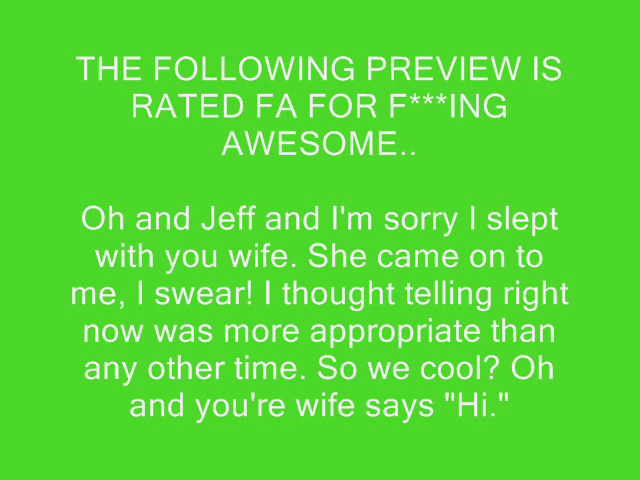 THE FOLLOWING PREVIEW IS
RATED FA FOR F***ING
AWESOME..
Oh and Jeff and I'm sorry I slept
with you wife. She came on to
me, I swear! I thought telling right
now was more appropriate than
any other time. So we cool? Oh
and you're wife says "Hi."